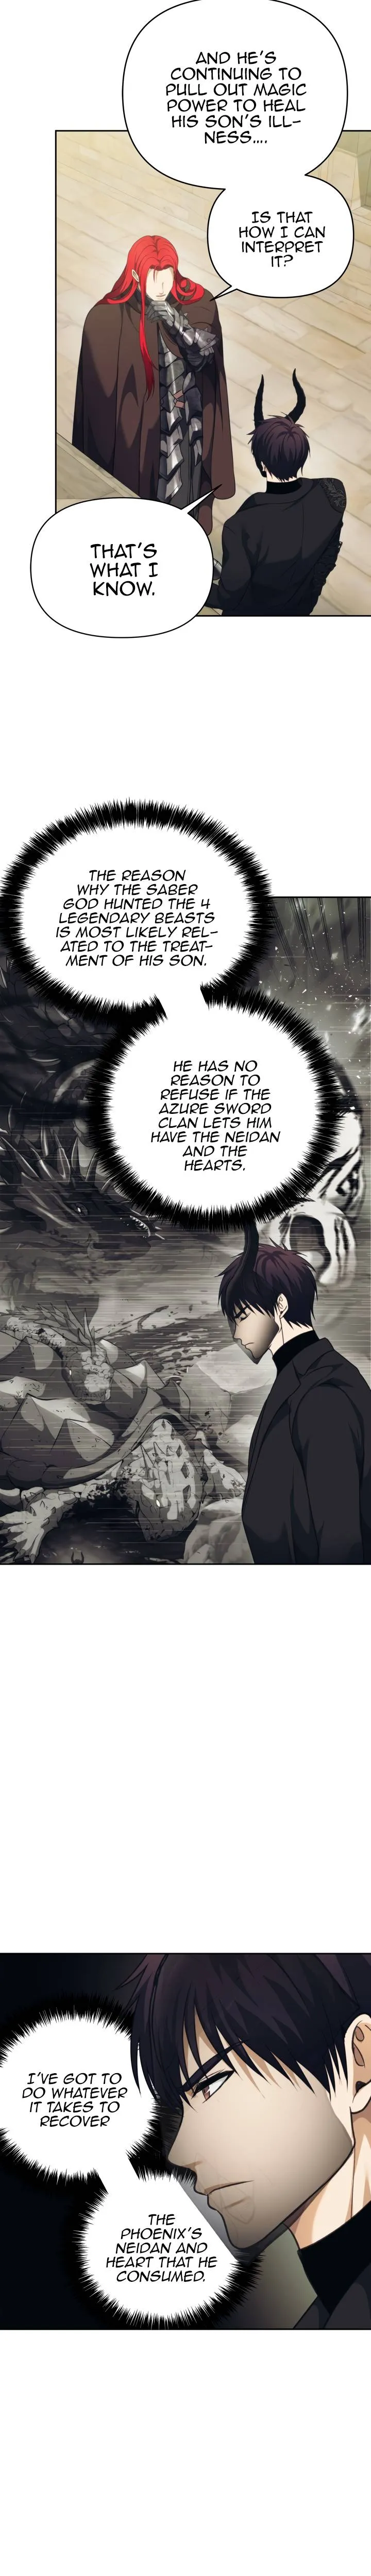 AND HE'S
CONTINUING TO
PULL OUT MAGIC
POWER TO HEAL
HIS SON'S ILL-
NESS....
IS THAT
HOW I CAN
INTERPRET
IT?
THAT'S
WHAT I
KNOW.
THE REASON
WHY THE SABER
GOD HUNTED THE 4
LEGENDARY BEASTS
IS MOST LIKELY REL-
ATED TO THE TREAT-
MENT OF HIS SON.
HE HAS NO
REASON TO
REFUSE IF THE
AZURE SWORD
CLAN LETS HIM
HAVE THE NEIDAN
AND THE
HEARTS.
I'VE GOT TO
DO WHATEVER
IT TAKES TO
RECOVER
THE
PHOENIX'S
NEIDAN AND
HEART THAT HE
CONSUMED.